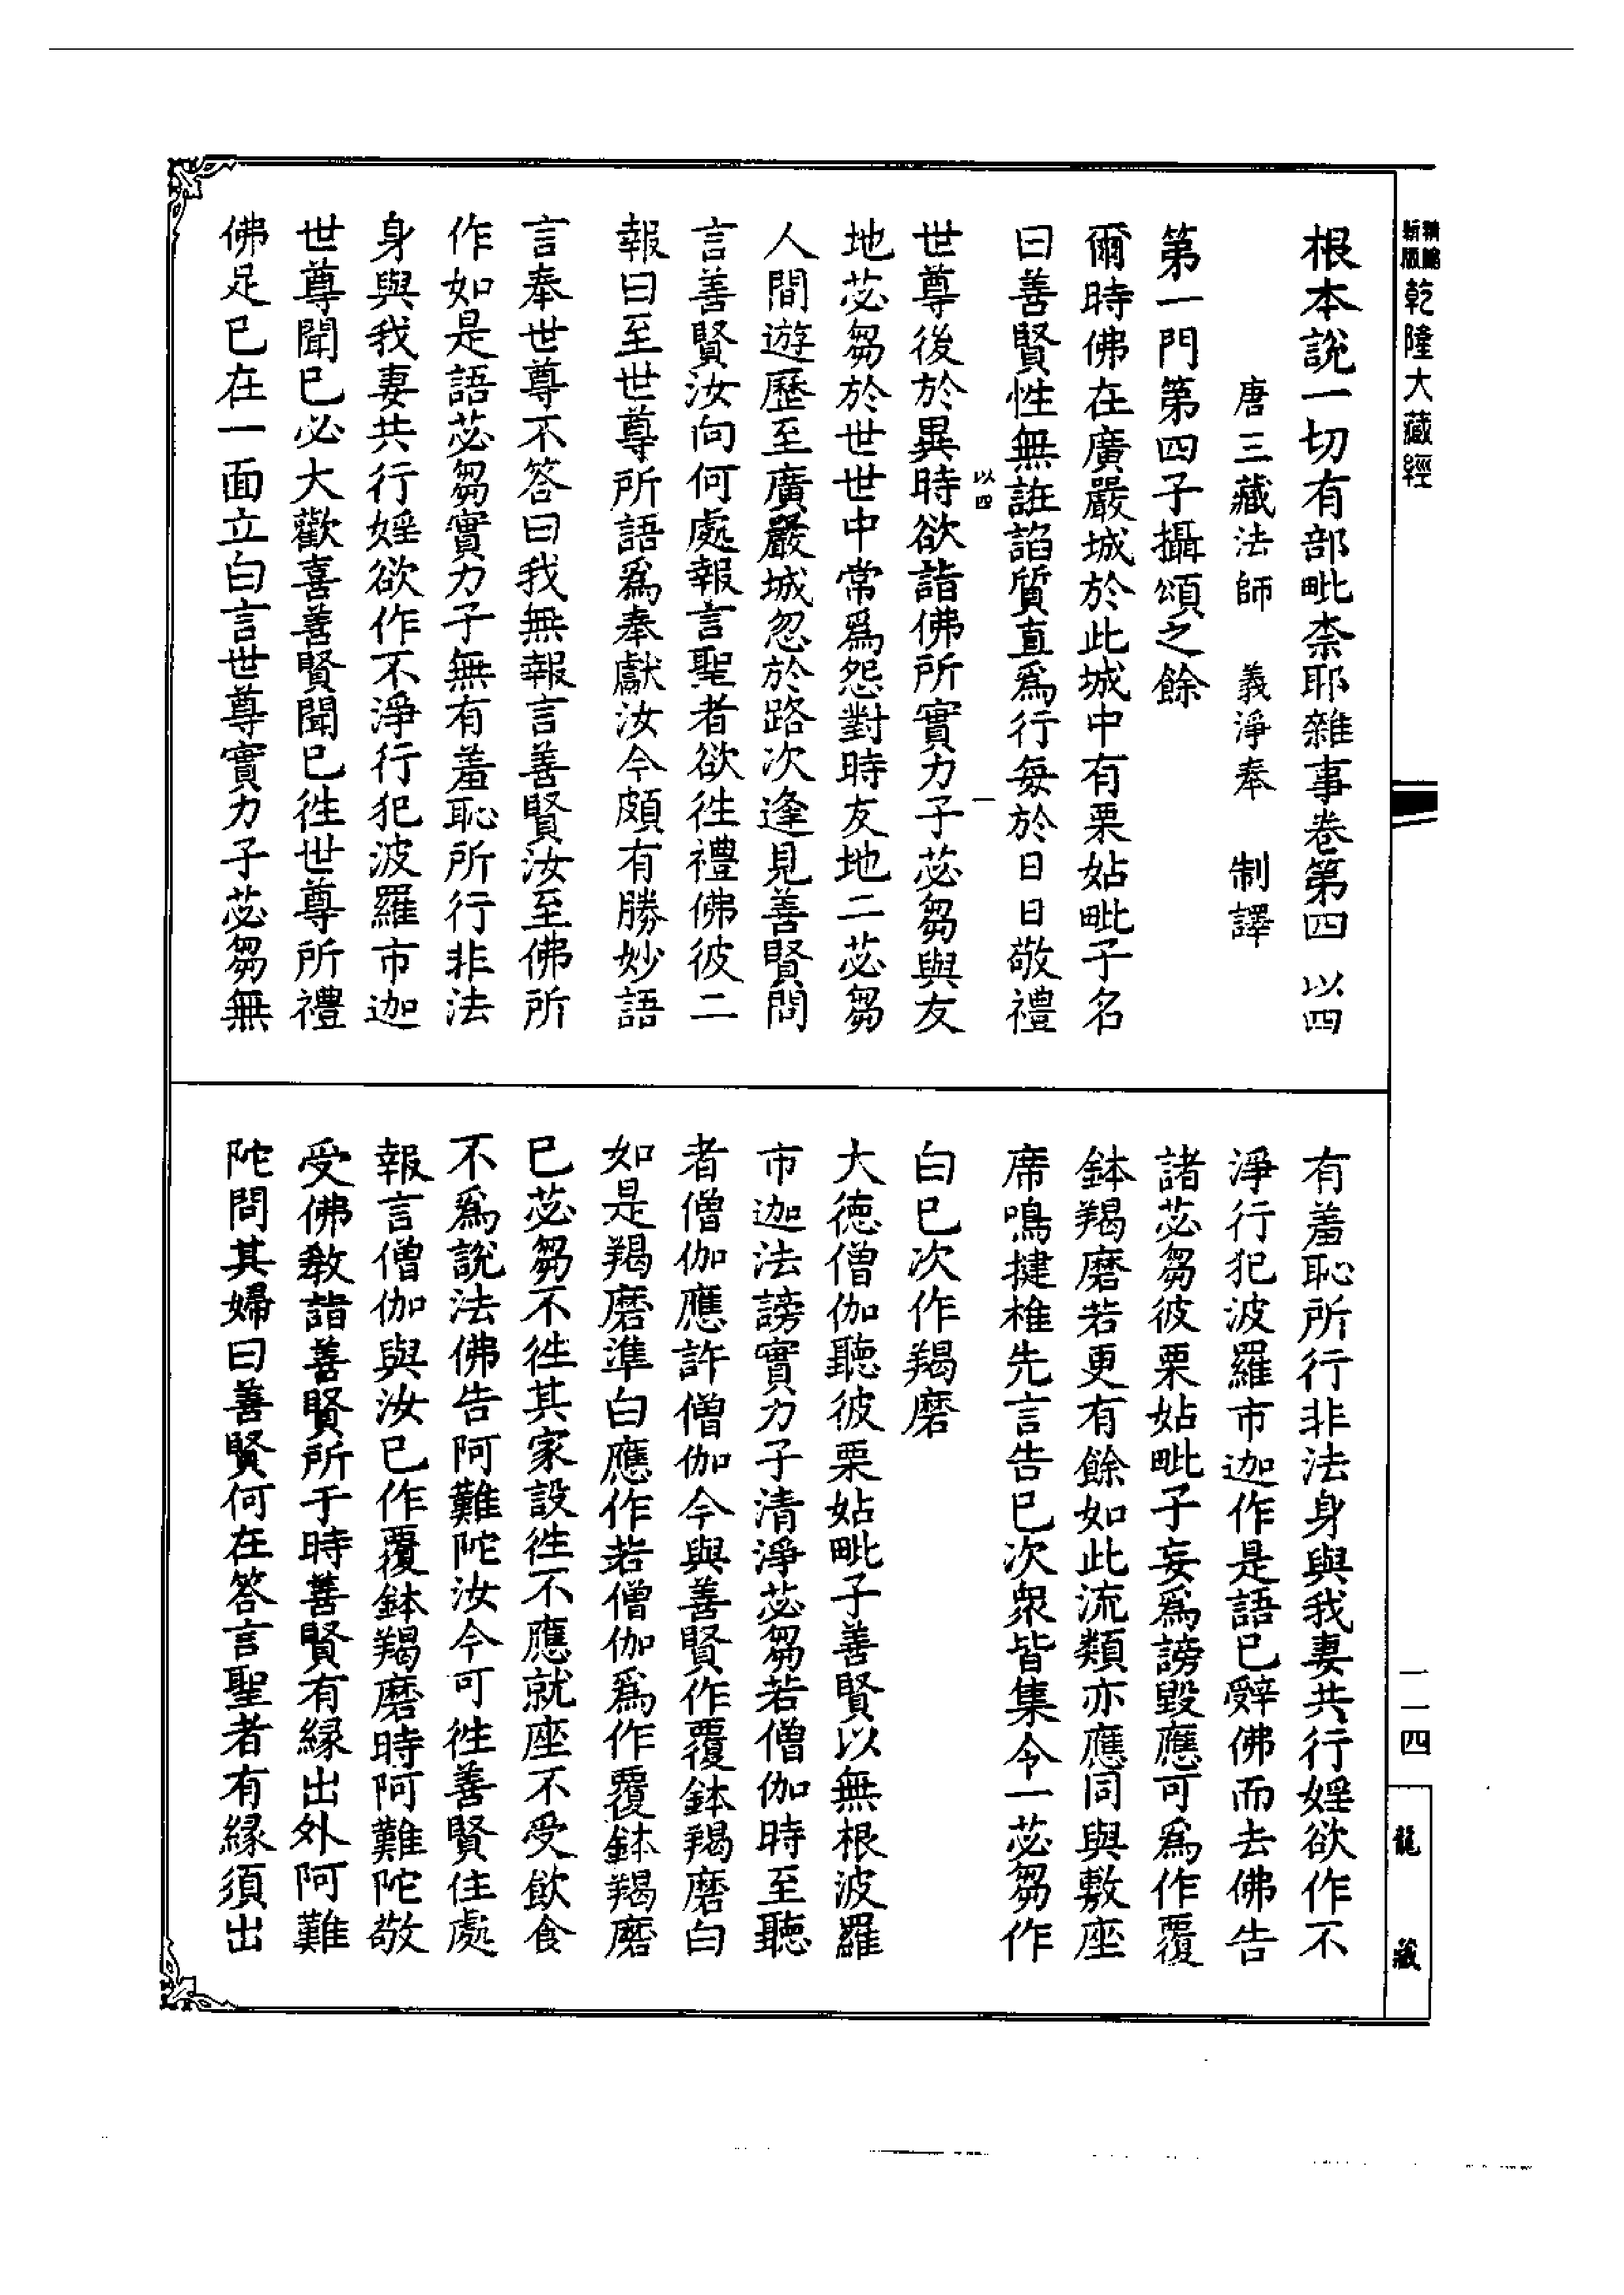 新版
精縮
乾隆大藏經
根本說一切有部毗柰耶雜事卷第四 以四
唐三藏法師 義淨奉 制譯
第一門第四子攝頌之餘
爾時佛在廣嚴城於此城中有栗姑毗子名
曰善賢性無誑諂質直爲行每於日日敬禮
以四 一
世尊後於異時欲詣佛所實力子苾芻與友
地苾芻於世世中常爲怨對時友地二苾芻
人間遊歷至廣嚴城忽於路次逢見善賢問
言善賢汝向何處報言聖者欲往禮佛彼二
報曰至世尊所語爲奉獻汝今頗有勝妙語
言奉世尊不答曰我無報言善賢汝至佛所
作如是語苾芻實力子無有羞恥所行非法
身與我妻共行婬欲作不淨行犯波羅市迦
世尊聞已必大歡喜善賢聞已往世尊所禮
佛足已在一面立白言世尊實力子苾芻無
有羞恥所行非法身與我妻共行婬欲作不
淨行犯波羅市迦作是語已辭佛而去佛告
諸苾芻彼栗姑毗子妄爲謗毀應可爲作覆
鉢羯磨若更有餘如此流類亦應同與敷座
席鳴揵椎先言告已次衆皆集令一苾芻作
白已次作羯磨
大德僧伽聽彼栗姑毗子善賢以無根波羅
市迦法謗實力子清淨苾芻若僧伽時至聽
者僧伽應許僧伽今與善賢作覆鉢羯磨白
如是羯磨準白應作若僧伽爲作覆鉢羯磨
已苾芻不往其家設往不應就座不受飲食
不爲說法佛告阿難陀汝今可往善賢住處
報言僧伽與汝已作覆鉢羯磨時阿難陀敬
受佛教詣善賢所于時善賢有緣出外阿難
陀問其婦曰善賢何在答言聖者有緣須出
一一四
龍藏